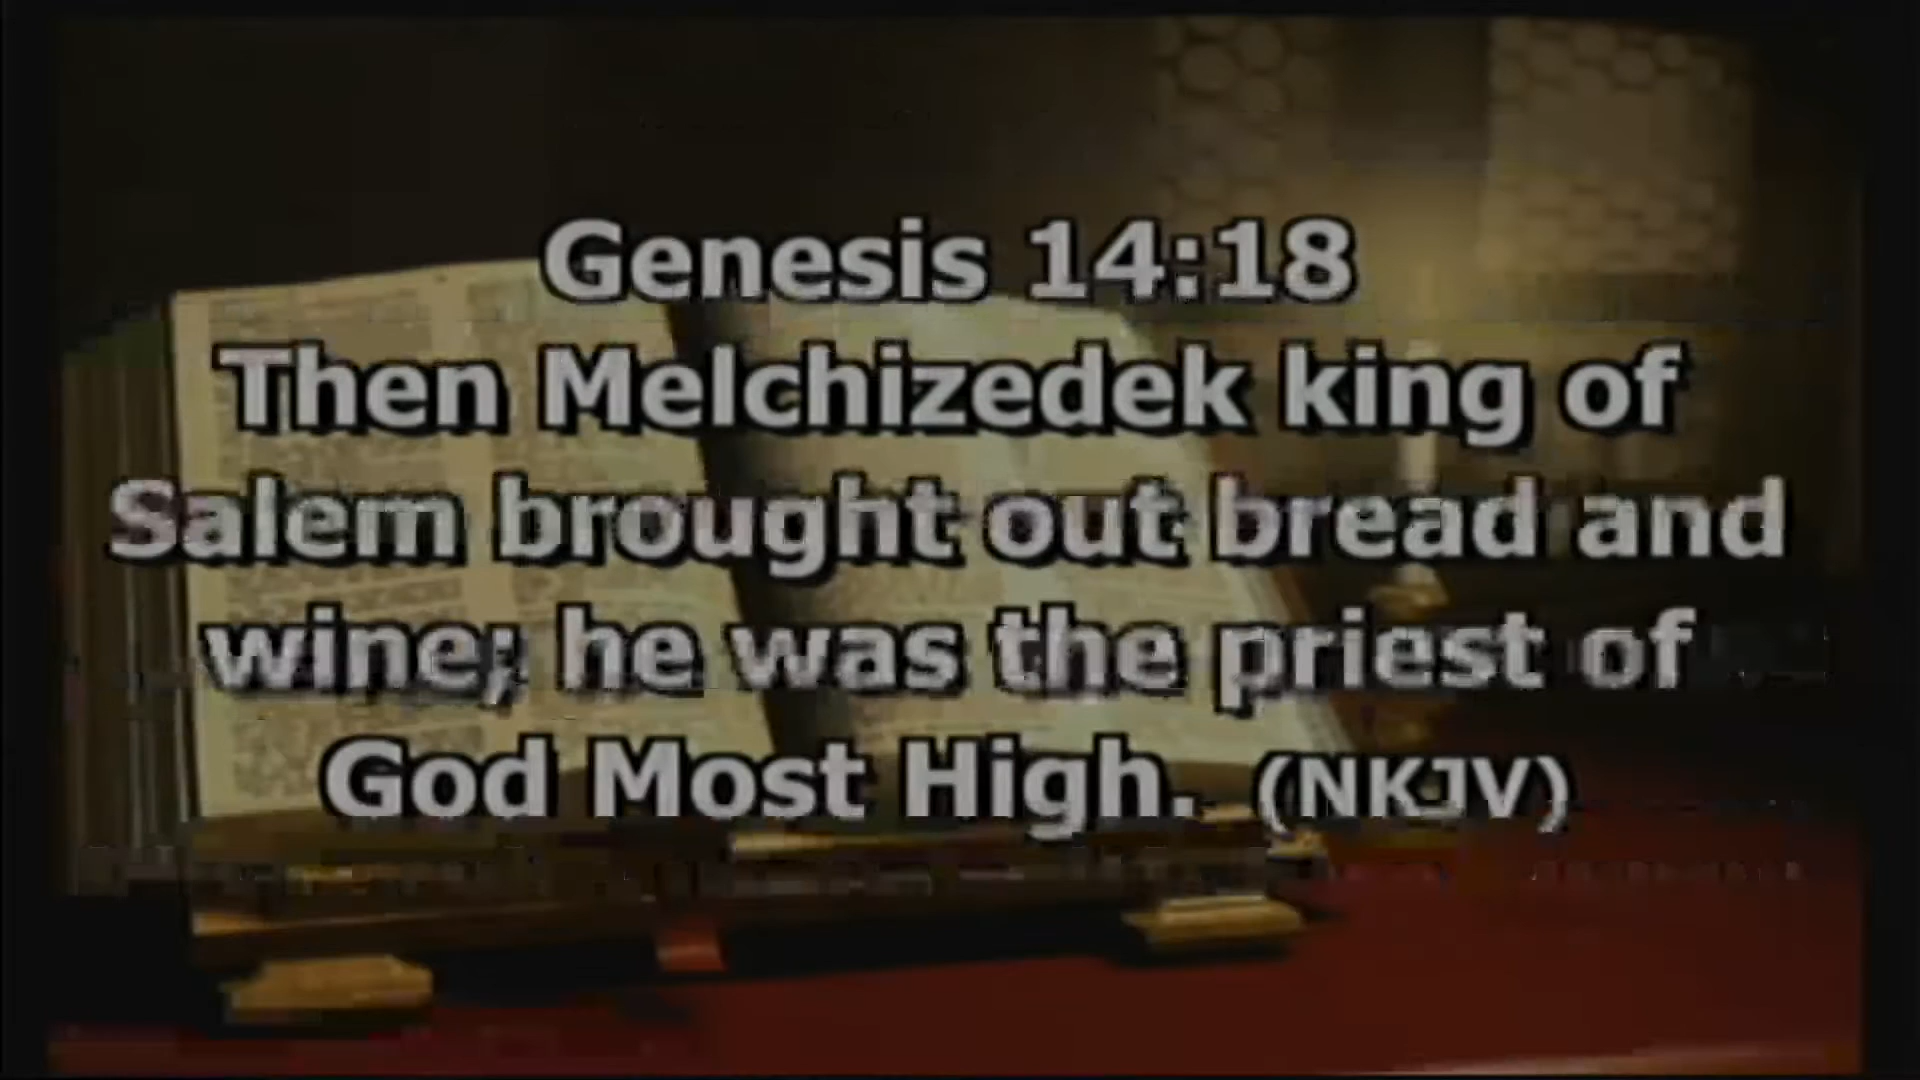 Genesis 14:18
Then Melchizedek king of
Salem brought out bread and
wine; he was the priest of
God Most High. (NKJV)